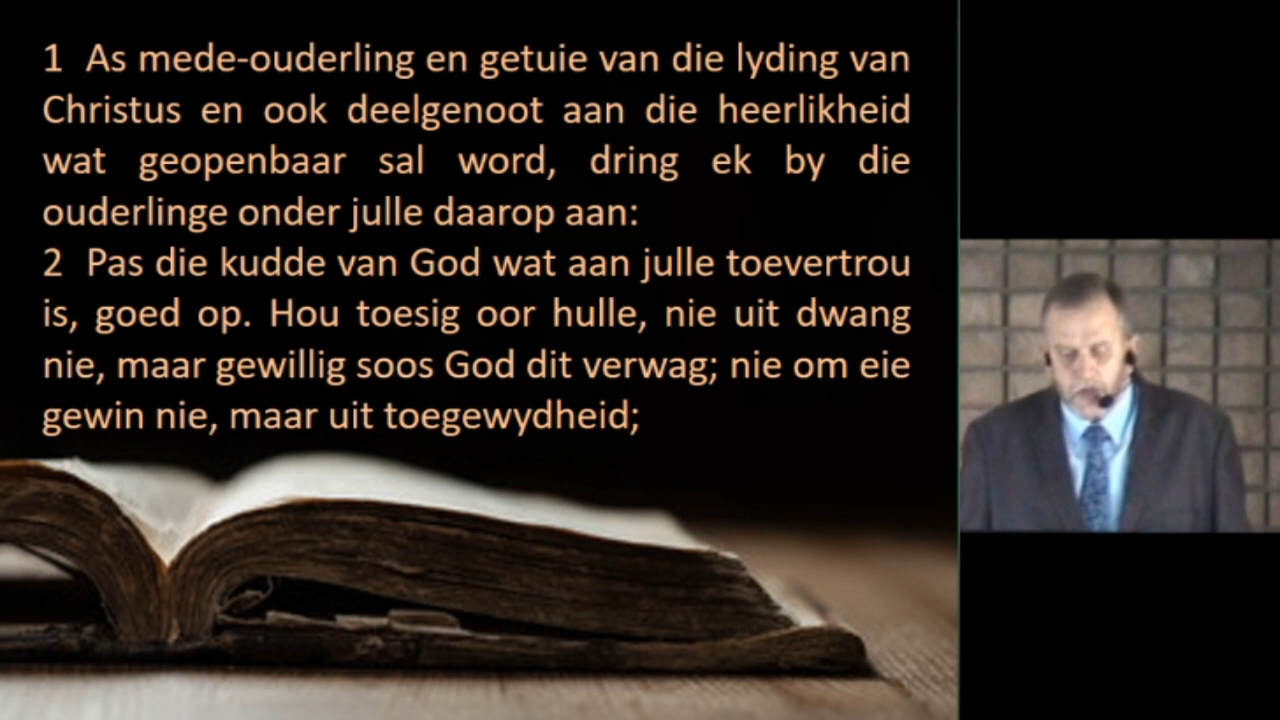 1 As mede-ouderling en getuie van die lyding van
Christus en ook deelgenoot aan die heerlikheid
wat geopenbaar sal word, dring ek by die
ouderlinge onder julle daarop aan:
2 Pas die kudde van God wat aan julle toevertrou
is, goed op. Hou toesig oor hulle, nie uit dwang
nie, maar gewillig soos God dit verwag; nie om eie
gewin nie, maar uit toegewydheid;